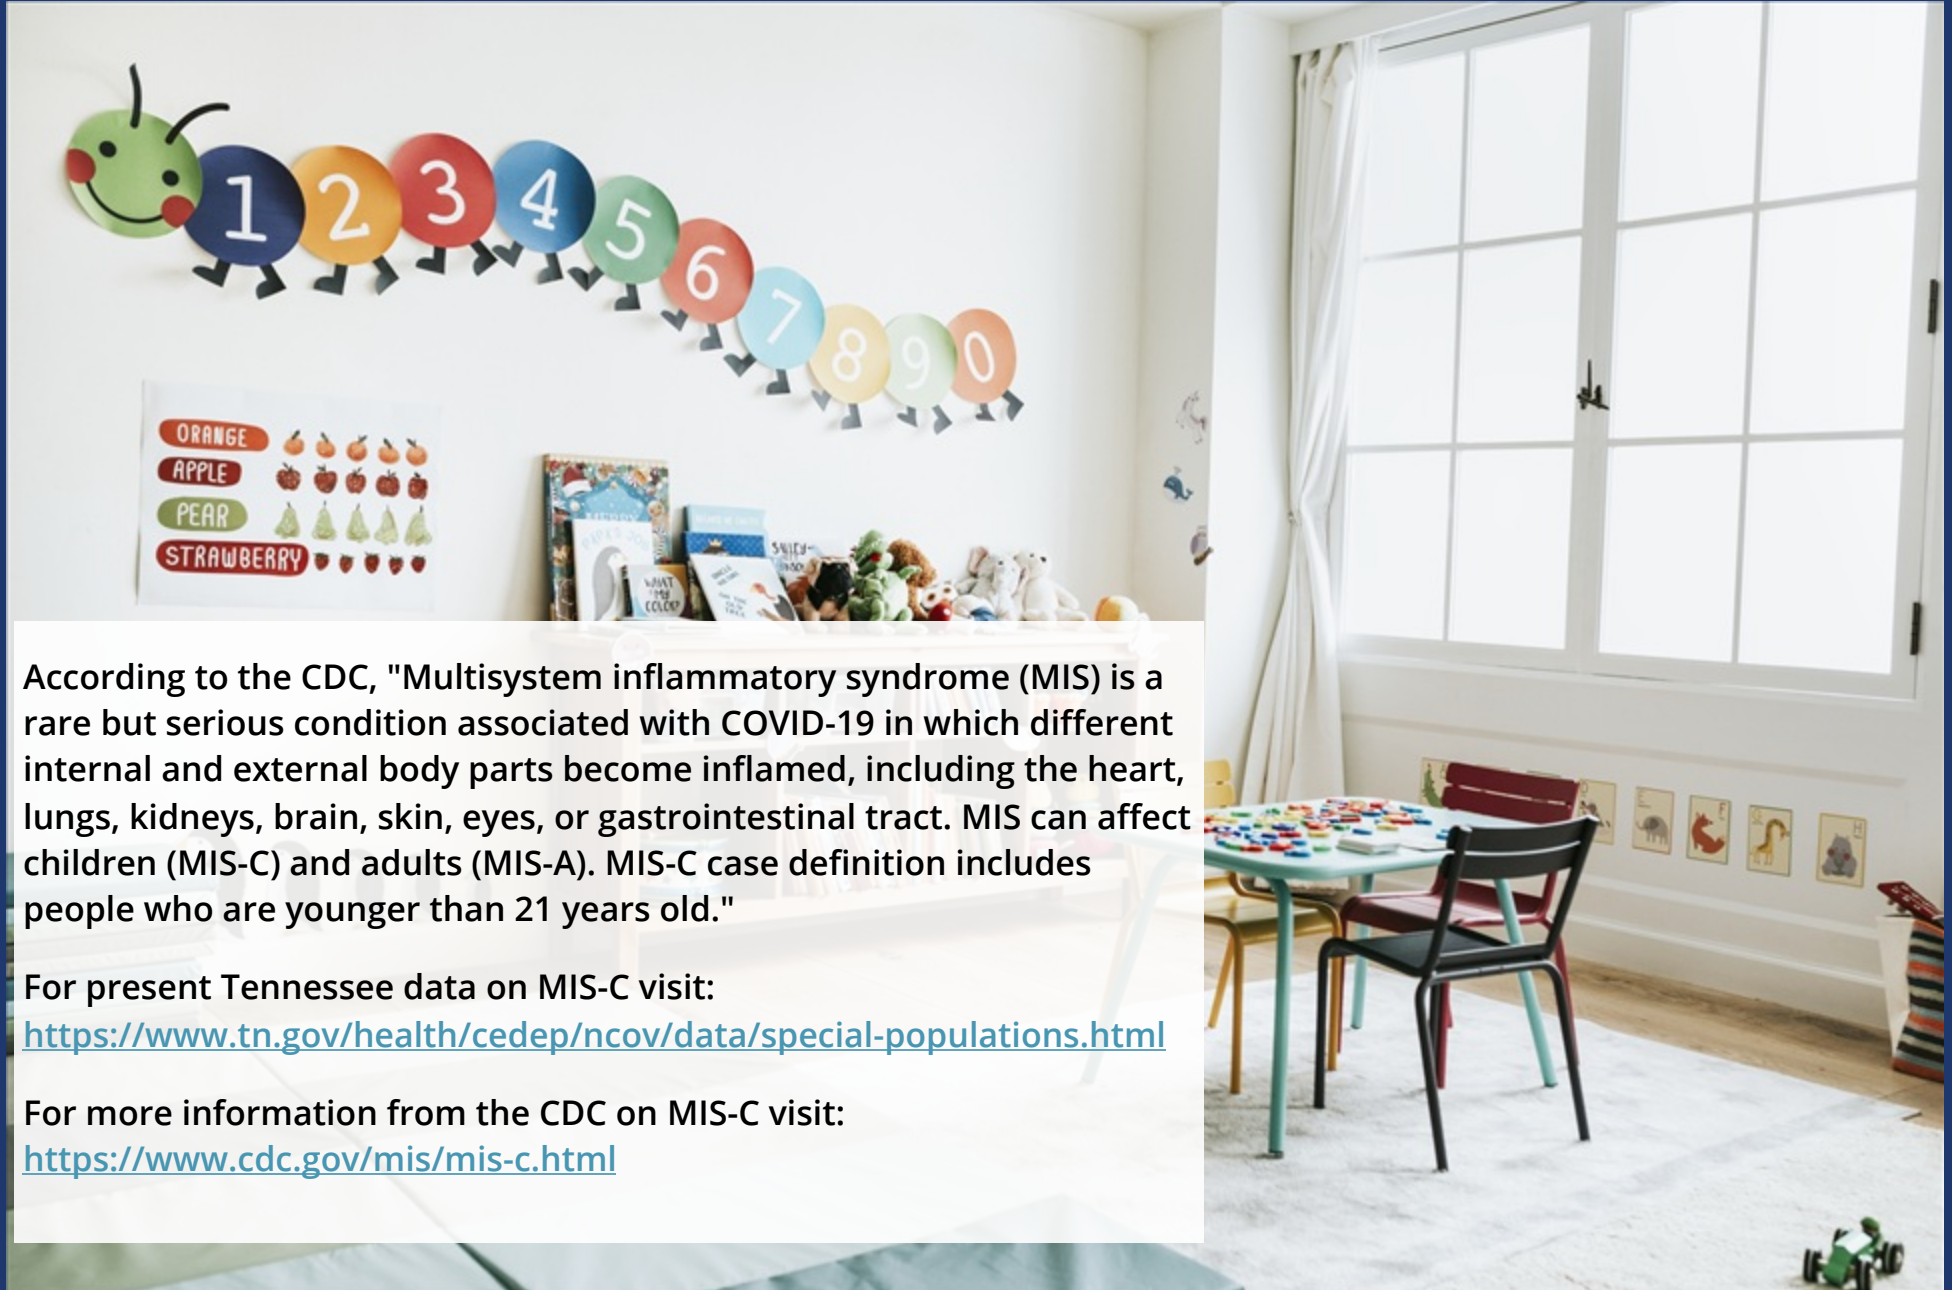 1 2 3 4 5 6 7 8 9 0
ORANGE
APPLE
PEAR
STRAWBERRY
MERRY
WHAT
MY
COLOR?
According to the CDC, "Multisystem inflammatory syndrome (MIS) is a
rare but serious condition associated with COVID-19 in which different
internal and external body parts become inflamed, including the heart,
lungs, kidneys, brain, skin, eyes, or gastrointestinal tract. MIS can affect
children (MIS-C) and adults (MIS-A). MIS-C case definition includes
people who are younger than 21 years old."
For present Tennessee data on MIS-C visit:
https://www.tn.gov/health/cedep/ncov/data/special-populations.html
For more information from the CDC on MIS-C visit:
https://www.cdc.gov/mis/mis-c.html